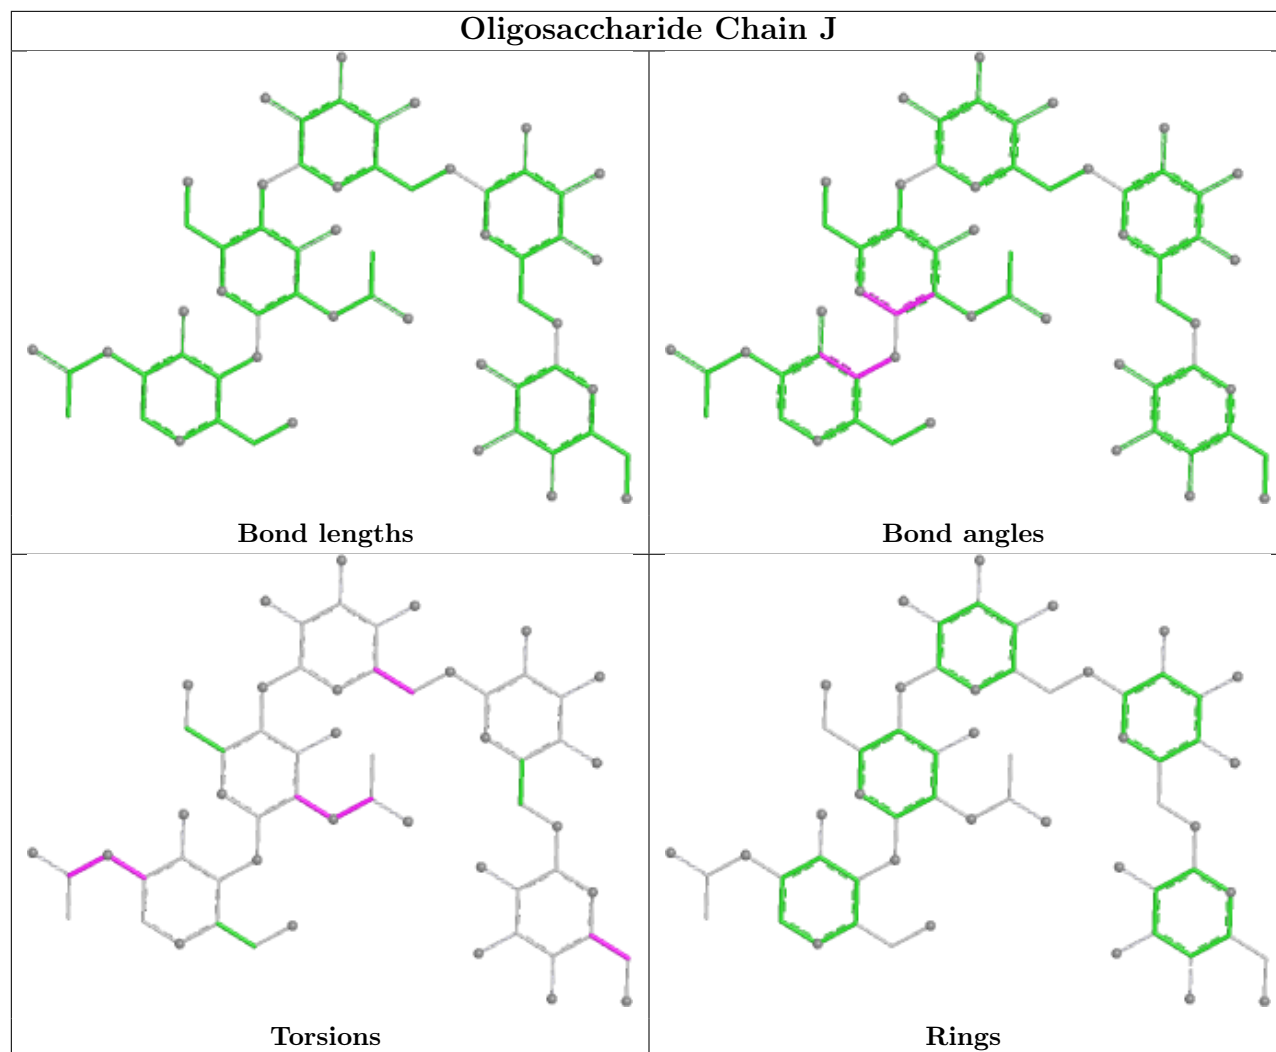 Oligosaccharide Chain J
Bond lengths
Bond angles
Torsions
Rings